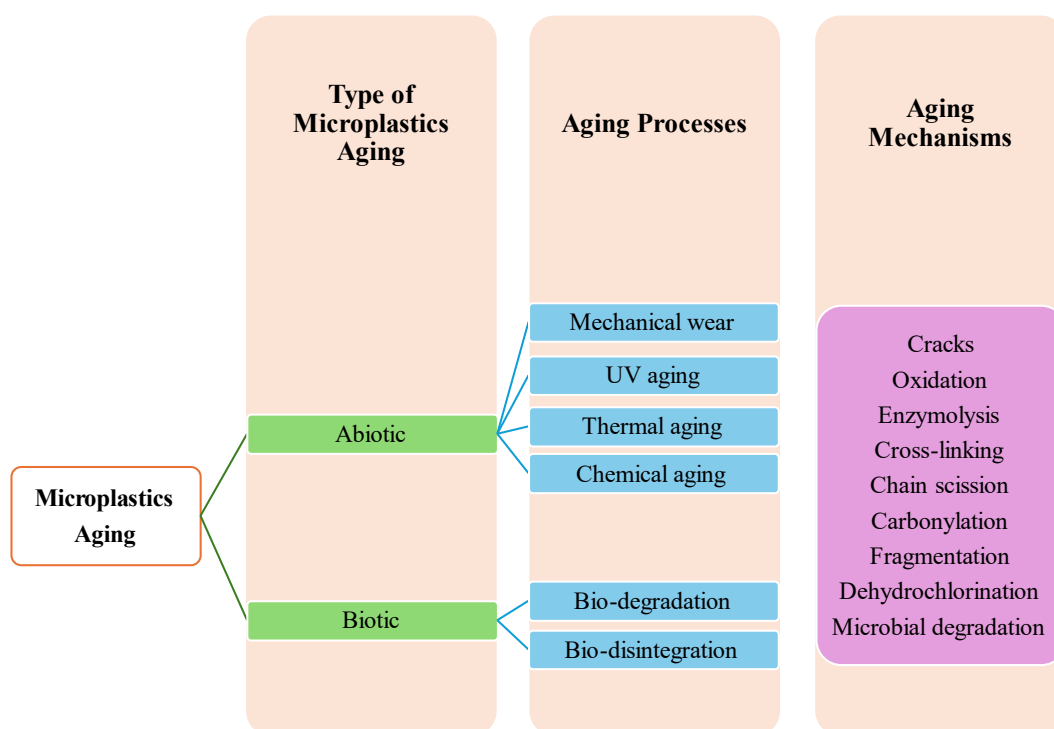 Type of
Microplastics
Aging
Aging Processes
Aging
Mechanisms
Microplastics
Aging
Abiotic
Biotic
Mechanical wear
UV aging
Thermal aging
Chemical aging
Bio-degradation
Bio-disintegration
Cracks
Oxidation
Enzymolysis
Cross-linking
Chain scission
Carbonylation
Fragmentation
Dehydrochlorination
Microbial degradation